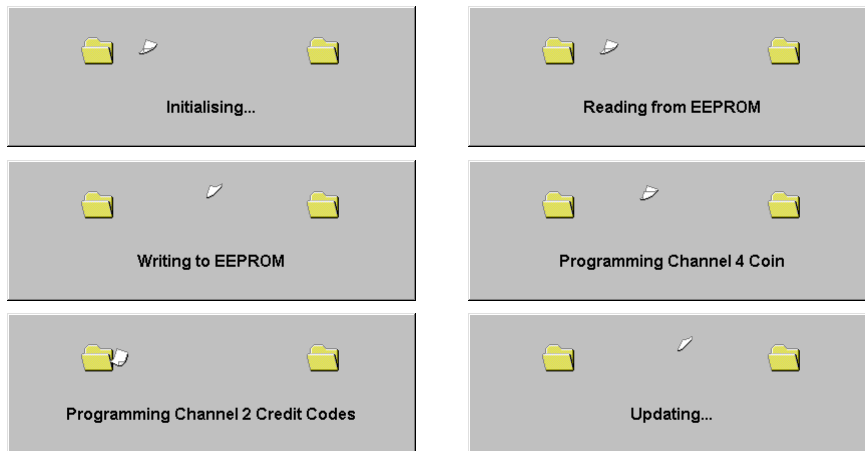 Initialising...
Reading from EEPROM
Writing to EEPROM
Programming Channel 4 Coin
Programming Channel 2 Credit Codes
Updating...